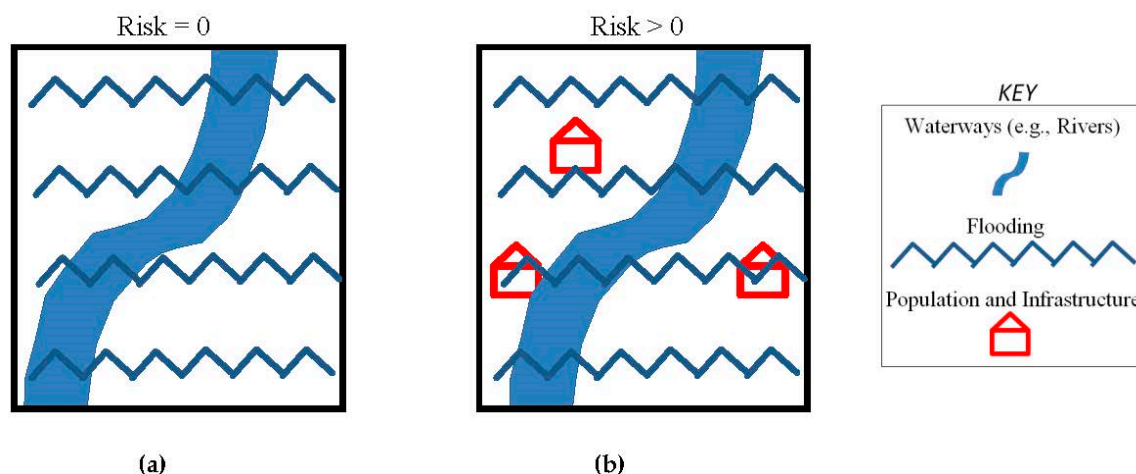 Risk = 0
Risk > 0
KEY
Waterways (e.g., Rivers)
Flooding
Population and Infrastructure
(a)
(b)